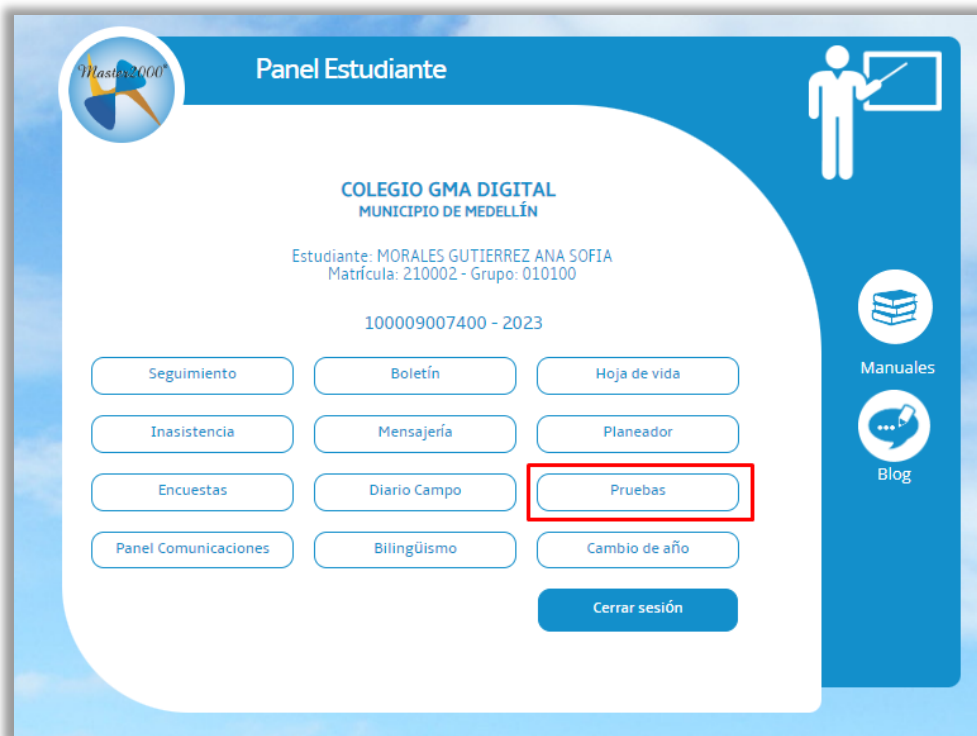 Master2000®
Panel Estudiante
COLEGIO GMA DIGITAL
MUNICIPIO DE MEDELLÍN
Estudiante: MORALES GUTIERREZ ANA SOFIA
Matrícula: 210002 - Grupo: 010100
100009007400 - 2023
Seguimiento
Boletín
Hoja de vida
Inasistencia
Mensajería
Planeador
Encuestas
Diario Campo
Pruebas
Panel Comunicaciones
Bilingüismo
Cambio de año
Cerrar sesión
Manuales
Blog